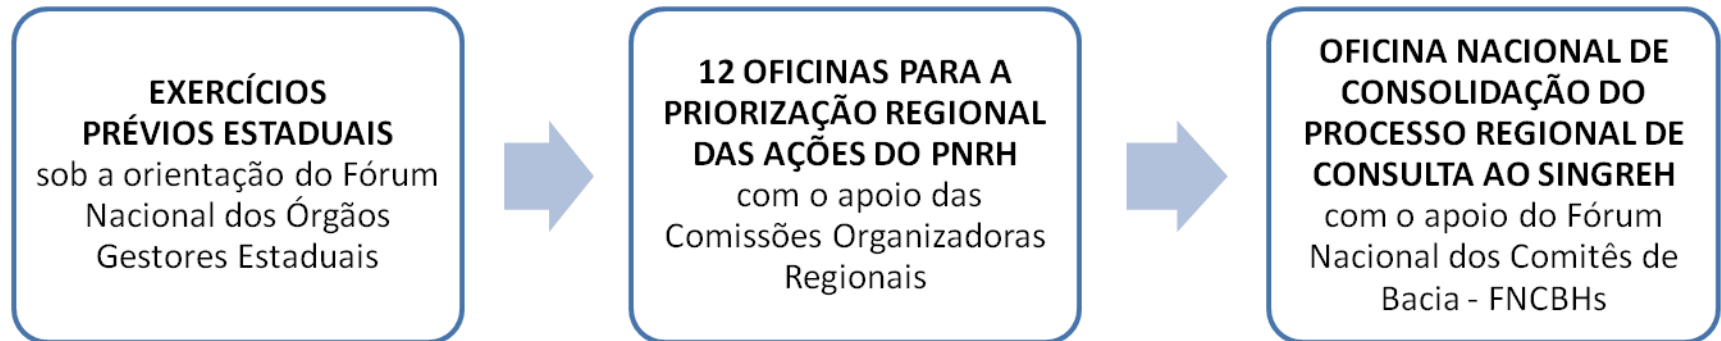 EXERCÍCIOS
PRÉVIOS ESTADUAIS
sob a orientação do Fórum
Nacional dos Órgãos
Gestores Estaduais
12 OFICINAS PARA A
PRIORIZAÇÃO REGIONAL
DAS AÇÕES DO PNRH
com o apoio das
Comissões Organizadoras
Regionais
OFICINA NACIONAL DE
CONSOLIDAÇÃO DO
PROCESSO REGIONAL DE
CONSULTA AO SINGREH
com o apoio do Fórum
Nacional dos Comitês de
Bacia - FNCBHs